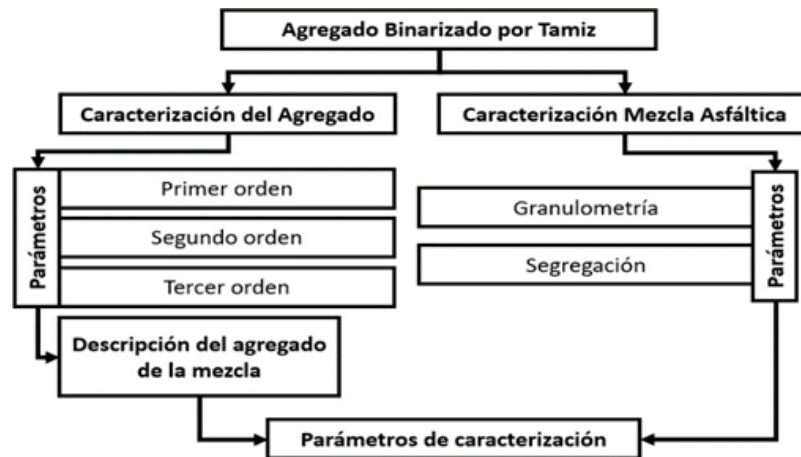 Agregado Binarizado por Tamiz
Caracterización del Agregado
Caracterización Mezcla Asfáltica
Parámetros
Primer orden
Segundo orden
Tercer orden
Granulometría
Segregación
Parámetros
Descripción del agregado
de la mezcla
Parámetros de caracterización